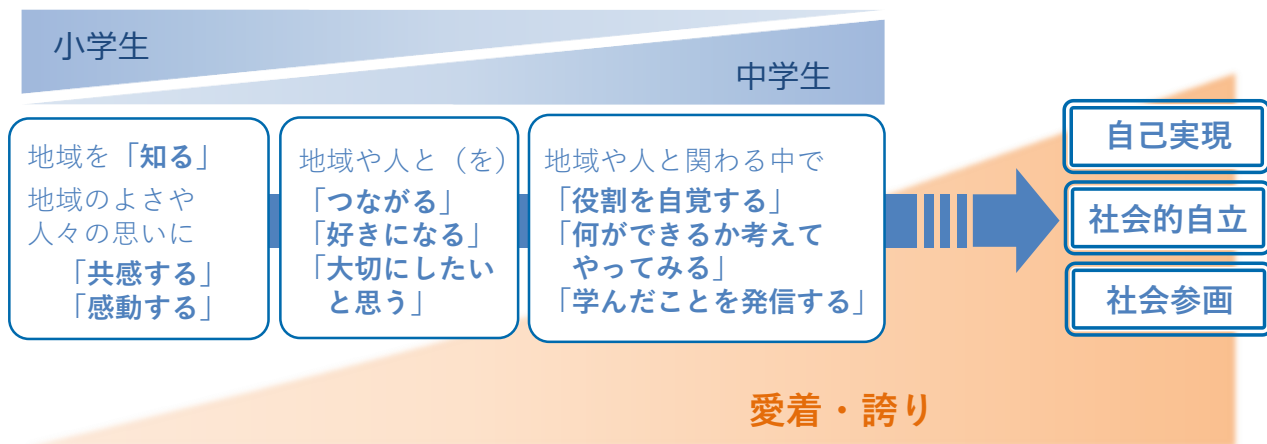 小学生
中学生
地域を「知る」
地域のよさや
人々の思いに
「共感する」
「感動する」
地域や人と（を）
「つながる」
「好きになる」
「大切にしたい
と思う」
地域や人と関わる中で
「役割を自覚する」
「何ができるか考えて
やってみる」
「学んだことを発信する」
自己実現
社会的自立
社会参画
愛着・誇り